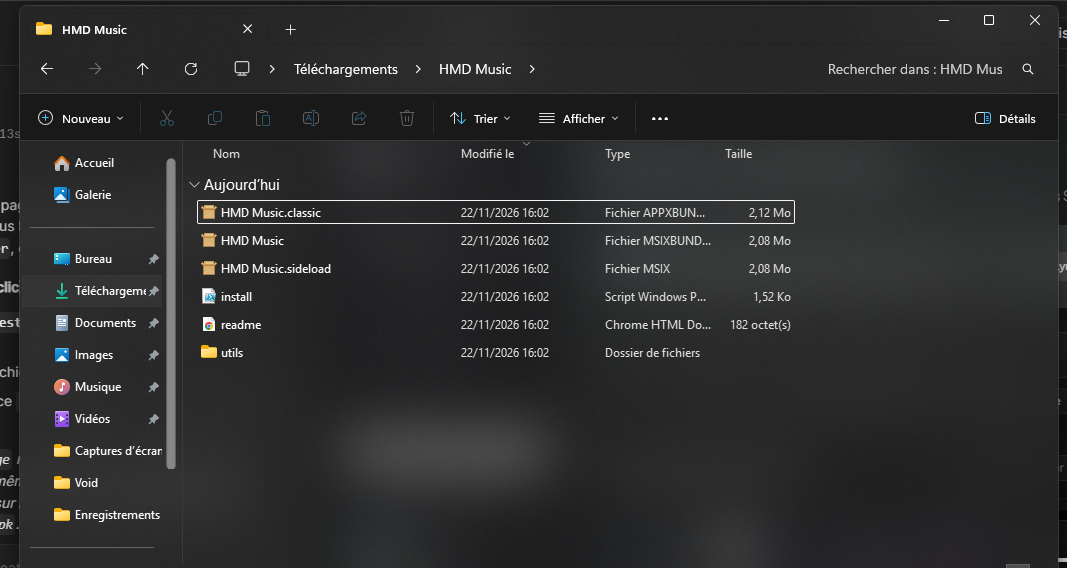 HMD Music
Téléchargements HMD Music Rechercher dans : HMD Mus
Nouveau Trier Afficher Détails
Nom Modifié le Type Taille
Accueil
Galerie
Bureau
Téléchargeme
Documents
Images
Musique
Vidéos
Captures d'écran
Void
Enregistrements
Aujourd'hui
HMD Music.classic 22/11/2026 16:02 Fichier APPXBUN... 2,12 Mo
HMD Music 22/11/2026 16:02 Fichier MSIXBUND... 2,08 Mo
HMD Music.sideload 22/11/2026 16:02 Fichier MSIX 2,08 Mo
install 22/11/2026 16:02 Script Windows P... 1,52 Ko
readme 22/11/2026 16:02 Chrome HTML Do... 182 octet(s)
utils 22/11/2026 16:02 Dossier de fichiers